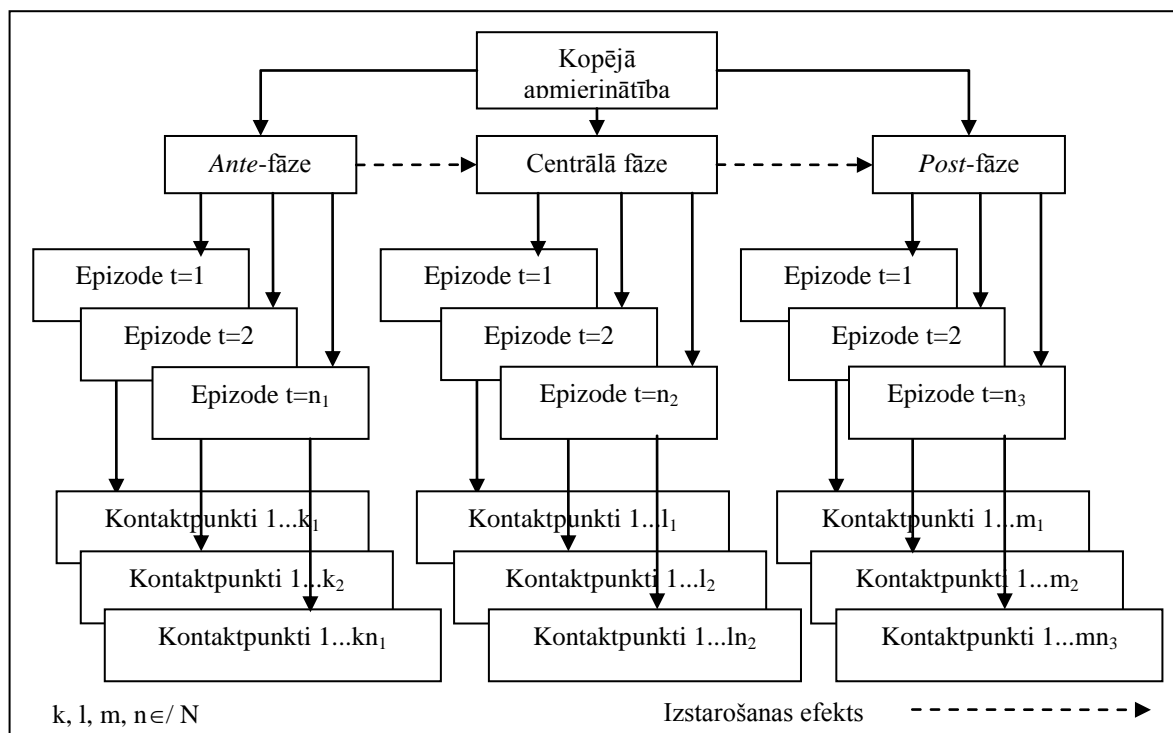 Kopējā
apmierinātība
Ante-fāze
Centrālā fāze
Post-fāze
Epizode t=1
Epizode t=2
Epizode t=n₁
Epizode t=1
Epizode t=2
Epizode t=n₂
Epizode t=1
Epizode t=2
Epizode t=n₃
Kontaktpunkti 1...k₁
Kontaktpunkti 1...k₂
Kontaktpunkti 1...kn₁
Kontaktpunkti 1...l₁
Kontaktpunkti 1...l₂
Kontaktpunkti 1...ln₂
Kontaktpunkti 1...m₁
Kontaktpunkti 1...m₂
Kontaktpunkti 1...mn₃
k, l, m, n∈/ N
Izstarošanas efekts